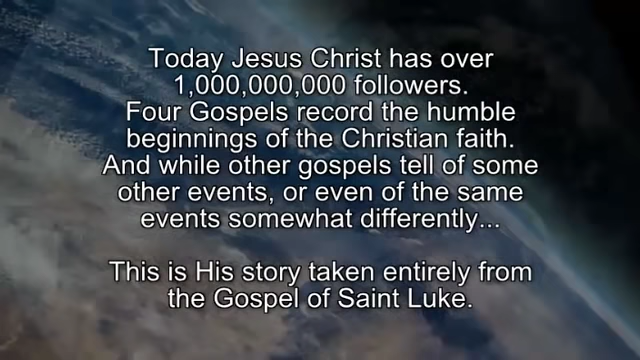 Today Jesus Christ has over
1,000,000,000 followers.
Four Gospels record the humble
beginnings of the Christian faith.
And while other gospels tell of some
other events, or even of the same
events somewhat differently...
This is His story taken entirely from
the Gospel of Saint Luke.